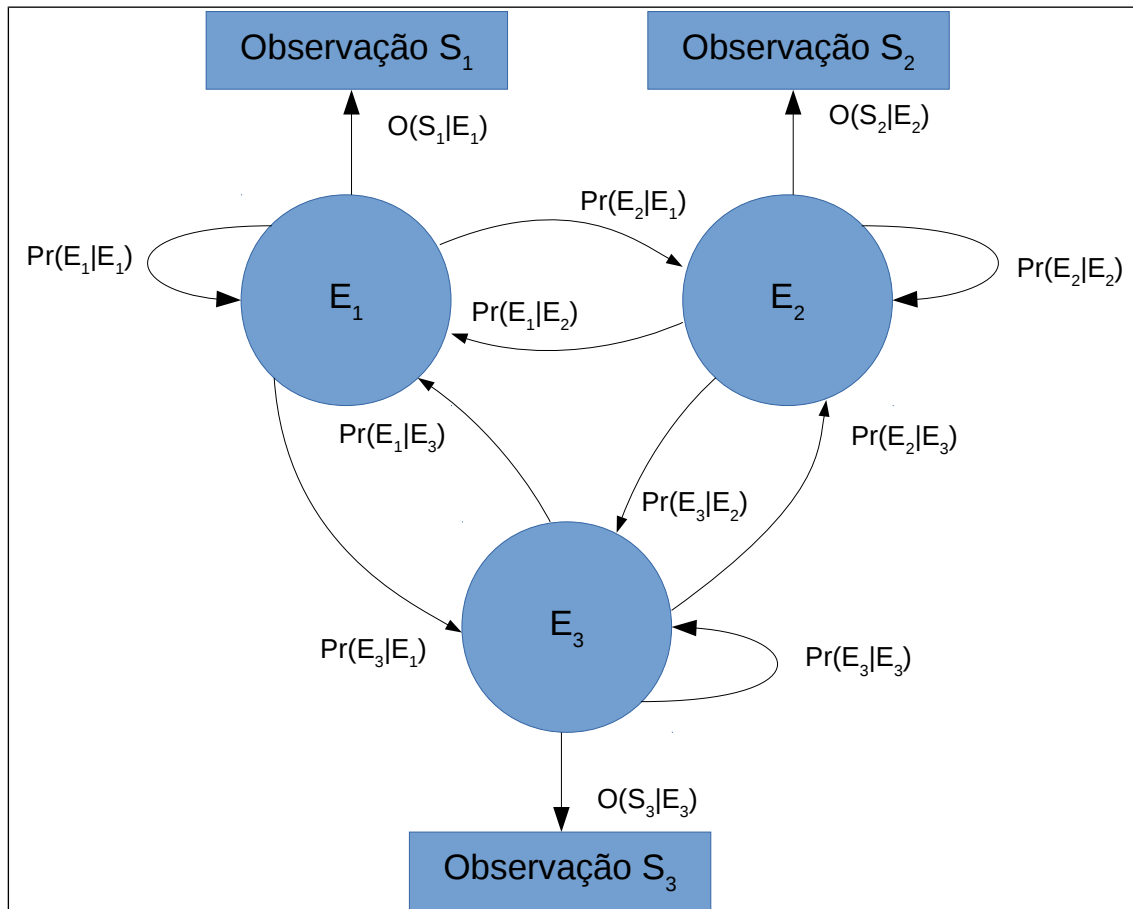 Observação S₁
Observação S₂
O(S₁|E₁)
O(S₂|E₂)
Pr(E₂|E₁)
Pr(E₁|E₁)
E₁
E₂
Pr(E₂|E₂)
Pr(E₁|E₂)
Pr(E₁|E₃)
Pr(E₂|E₃)
Pr(E₃|E₂)
E₃
Pr(E₃|E₁)
Pr(E₃|E₃)
O(S₃|E₃)
Observação S₃